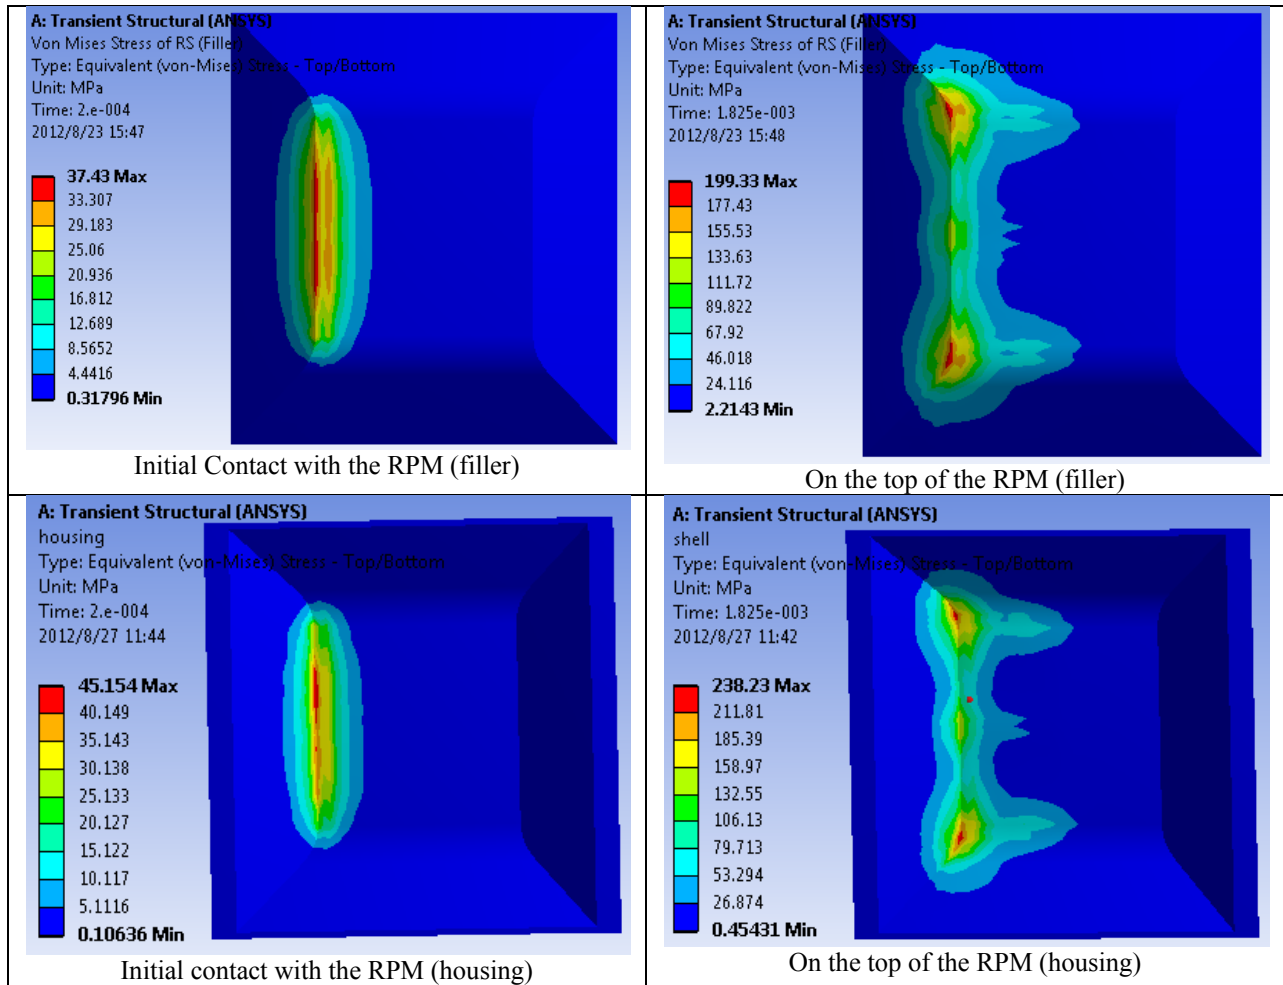 A: Transient Structural (ANSYS)
Von Mises Stress of RS (Filler)
Type: Equivalent (von-Mises) Stress - Top/Bottom
Unit: MPa
Time: 2.e-004
2012/8/23 15:47
37.43 Max
33.307
29.183
25.06
20.936
16.812
12.689
8.5652
4.4416
0.31796 Min
Initial Contact with the RPM (filler)
A: Transient Structural (ANSYS)
Von Mises Stress of RS (Filler)
Type: Equivalent (von-Mises) Stress - Top/Bottom
Unit: MPa
Time: 1.825e-003
2012/8/23 15:48
199.33 Max
177.43
155.53
133.63
111.72
89.822
67.92
46.018
24.116
2.2143 Min
On the top of the RPM (filler)
A: Transient Structural (ANSYS)
housing
Type: Equivalent (von-Mises) Stress - Top/Bottom
Unit: MPa
Time: 2.e-004
2012/8/27 11:44
45.154 Max
40.149
35.143
30.138
25.133
20.127
15.122
10.117
5.1116
0.10636 Min
Initial contact with the RPM (housing)
A: Transient Structural (ANSYS)
shell
Type: Equivalent (von-Mises) Stress - Top/Bottom
Unit: MPa
Time: 1.825e-003
2012/8/27 11:42
238.23 Max
211.81
185.39
158.97
132.55
106.13
79.713
53.294
26.874
0.45431 Min
On the top of the RPM (housing)